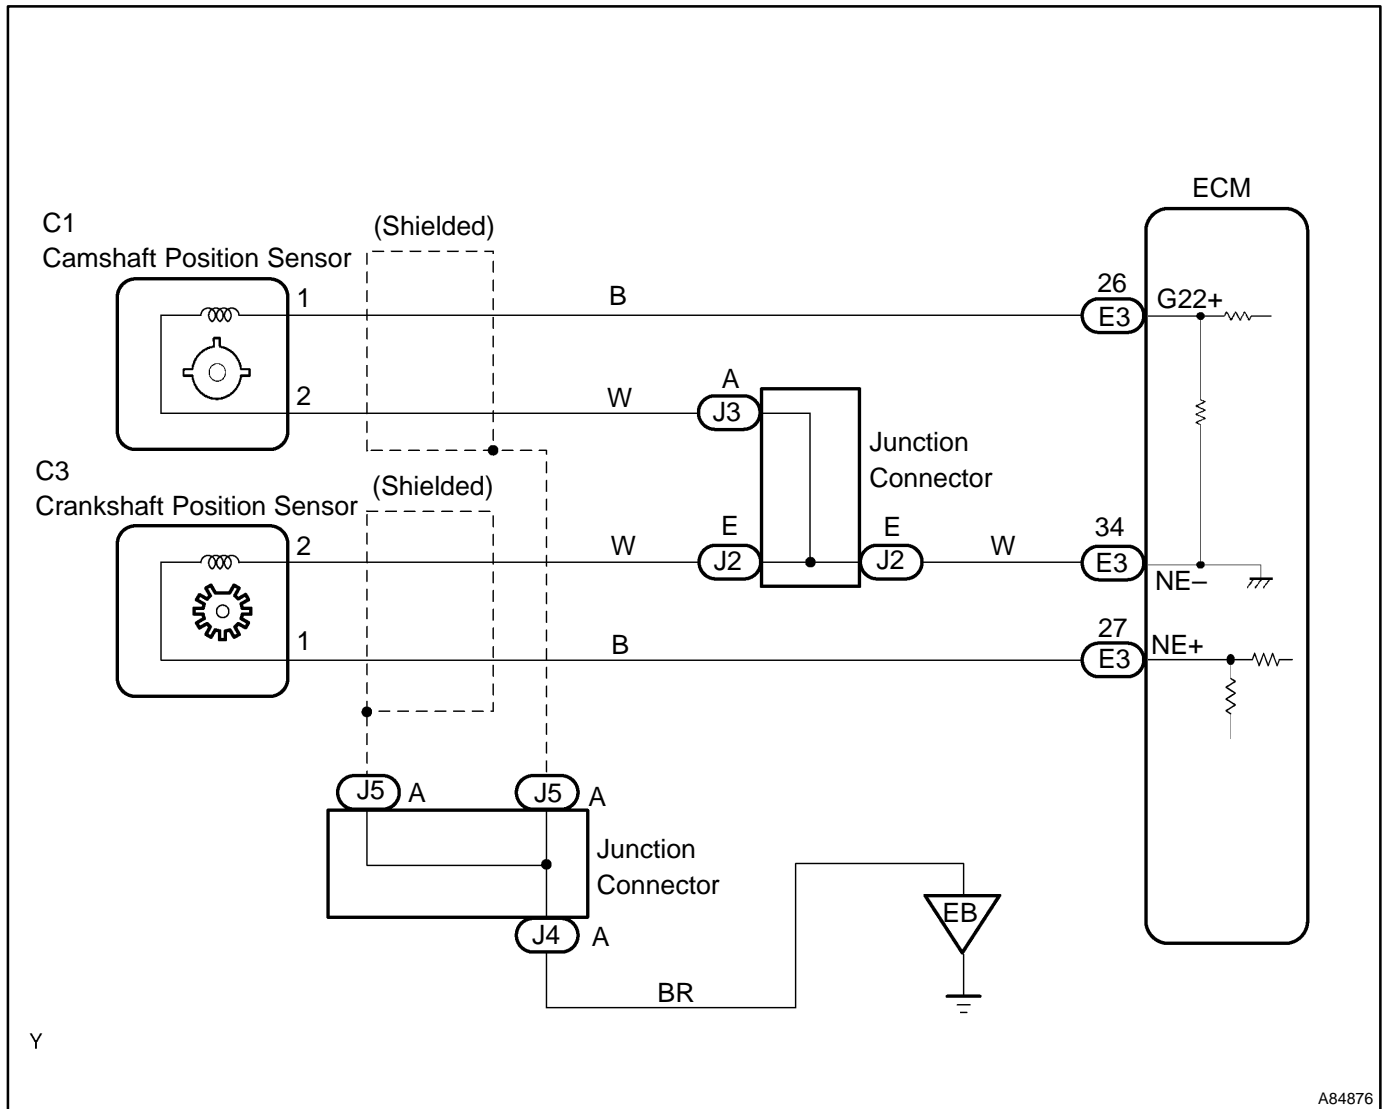 ECM
C1
Camshaft Position Sensor
(Shielded)
1
B
26
E3
G22+
2
W
A
J3
Junction
Connector
C3
Crankshaft Position Sensor
(Shielded)
2
W
E
J2
E
J2
W
34
E3
NE–
1
B
27
E3
NE+
J5 A
J5 A
Junction
Connector
J4 A
BR
EB
Y
A84876